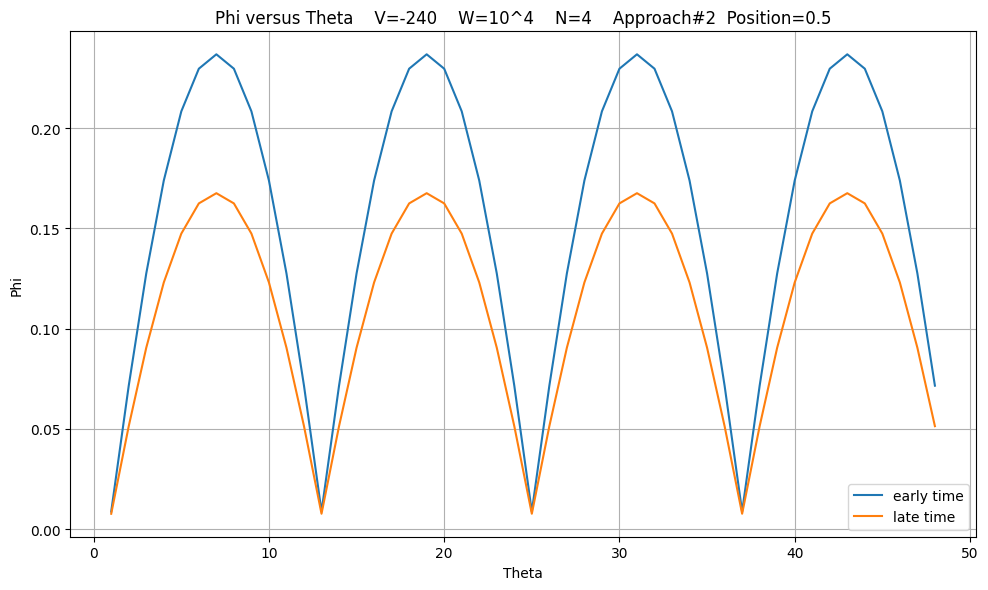 Phi versus Theta    V=-240    W=10^4    N=4    Approach#2  Position=0.5
Phi
0.20
0.15
0.10
0.05
0.00
0
10
20
30
40
50
Theta
early time
late time